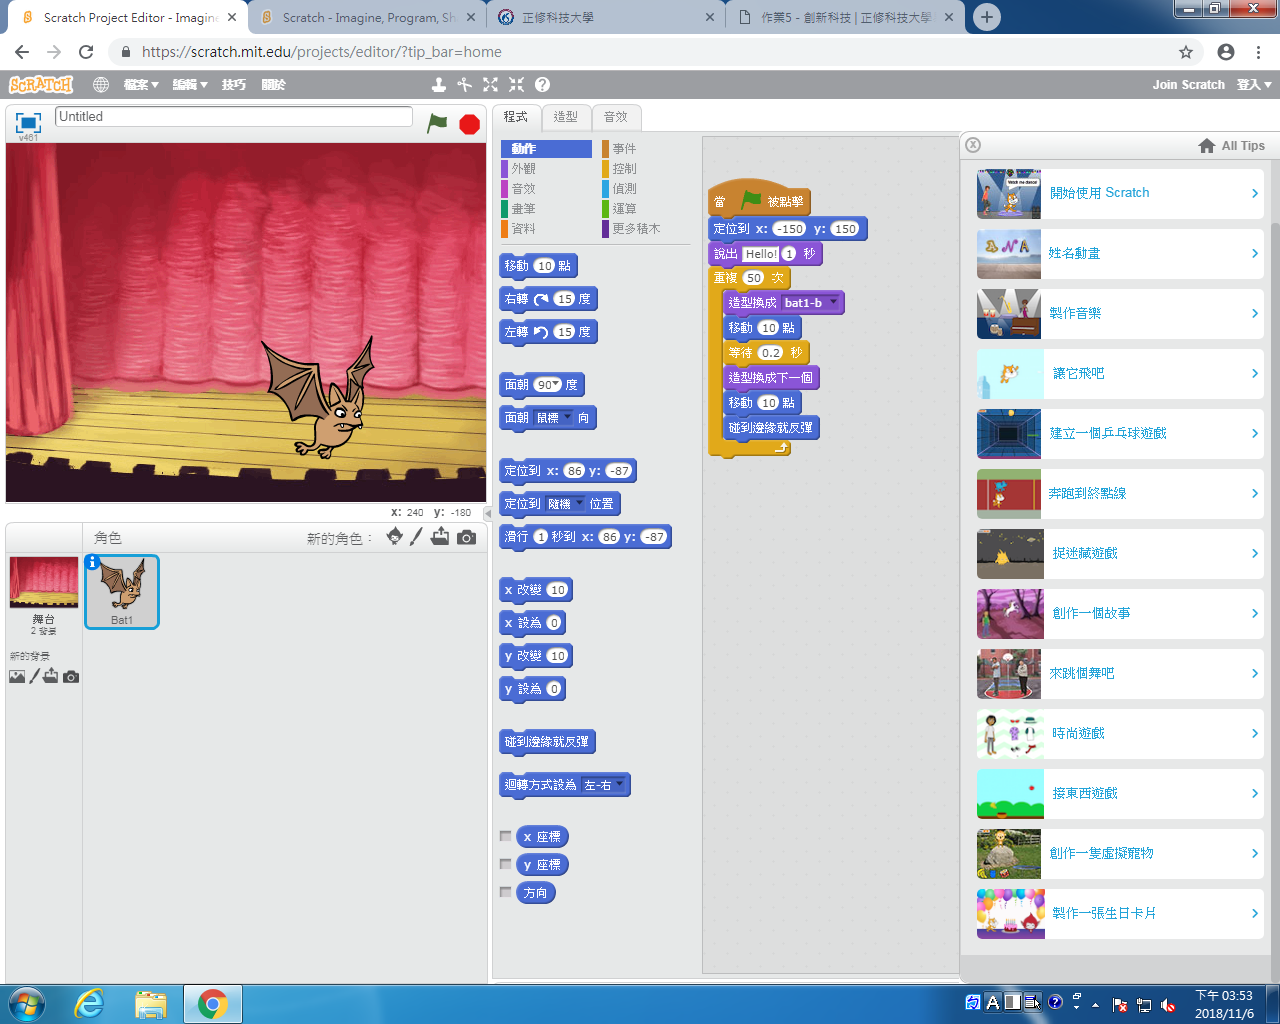 Scratch Project Editor - Imagine
Scratch - Imagine, Program, Sh
正修科技大學
作業5 - 創新科技 | 正修科技大學
https://scratch.mit.edu/projects/editor/?tip_bar=home
SCRATCH
檔案
編輯
技巧
關於
Join Scratch
登入
v461
Untitled
程式
造型
音效
動作
事件
外觀
控制
音效
偵測
畫筆
運算
資料
更多積木
移動 10 點
右轉 15 度
左轉 15 度
面朝 90 度
面朝 鼠標 向
定位到 x: 86 y: -87
定位到 隨機 位置
滑行 1 秒到 x: 86 y: -87
x 改變 10
x 設為 0
y 改變 10
y 設為 0
碰到邊緣就反彈
迴轉方式設為 左-右
x 座標
y 座標
方向
當 被點擊
定位到 x: -150 y: 150
說出 Hello! 1 秒
重複 50 次
造型換成 bat1-b
移動 10 點
等待 0.2 秒
造型換成下一個
移動 10 點
碰到邊緣就反彈
x: 240 y: -180
角色
新的角色：
舞台
2 背景
新的背景
Bat1
All Tips
開始使用 Scratch
Watch me dance!
姓名動畫
製作音樂
讓它飛吧
建立一個乒乓球遊戲
奔跑到終點線
捉迷藏遊戲
創作一個故事
來跳個舞吧
時尚遊戲
接東西遊戲
創作一隻虛擬寵物
製作一張生日卡片
下午 03:53
2018/11/6